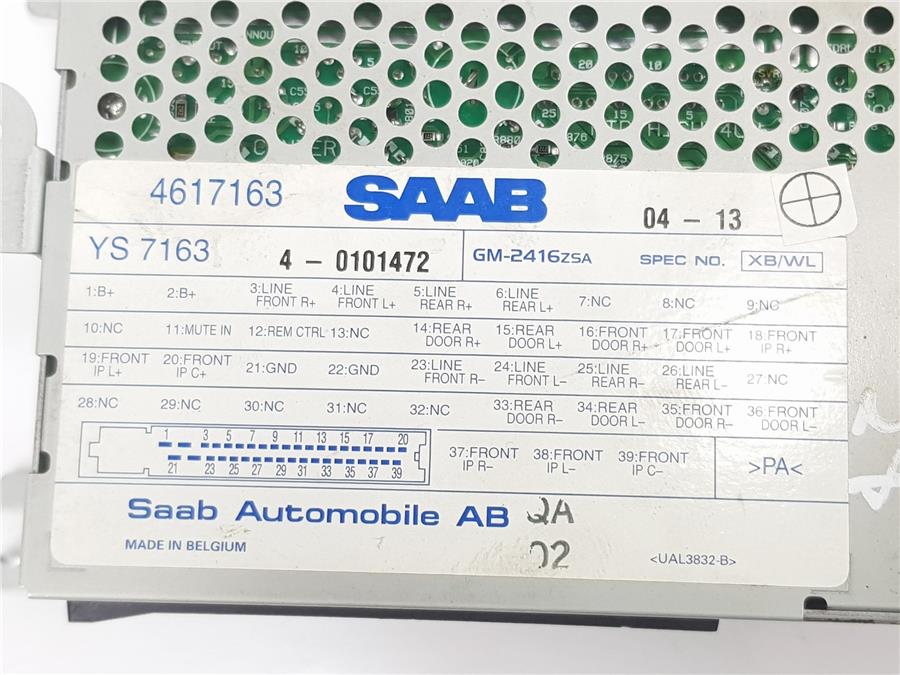 4617163 SAAB 04 - 13
YS 7163 4 - 0101472 GM-2416ZSA SPEC NO. XB/WL
1:B+ 2:B+ 3:LINE FRONT R+ 4:LINE FRONT L+ 5:LINE REAR R+ 6:LINE REAR L+ 7:NC 8:NC 9:NC
10:NC 11:MUTE IN 12:REM CTRL 13:NC 14:REAR DOOR R+ 15:REAR DOOR L+ 16:FRONT DOOR R+ 17:FRONT DOOR L+ 18:FRONT IP R+
19:FRONT IP L+ 20:FRONT IP C+ 21:GND 22:GND 23:LINE FRONT R- 24:LINE FRONT L- 25:LINE REAR R- 26:LINE REAR L- 27:NC
28:NC 29:NC 30:NC 31:NC 32:NC 33:REAR DOOR R- 34:REAR DOOR L- 35:FRONT DOOR R- 36:FRONT DOOR L-
1 3 5 7 9 11 13 15 17 20
21 23 25 27 29 31 33 35 37 39
37:FRONT IP R- 38:FRONT IP L- 39:FRONT IP C- >PA<
Saab Automobile AB 2A
MADE IN BELGIUM 02 <UAL3832-B>